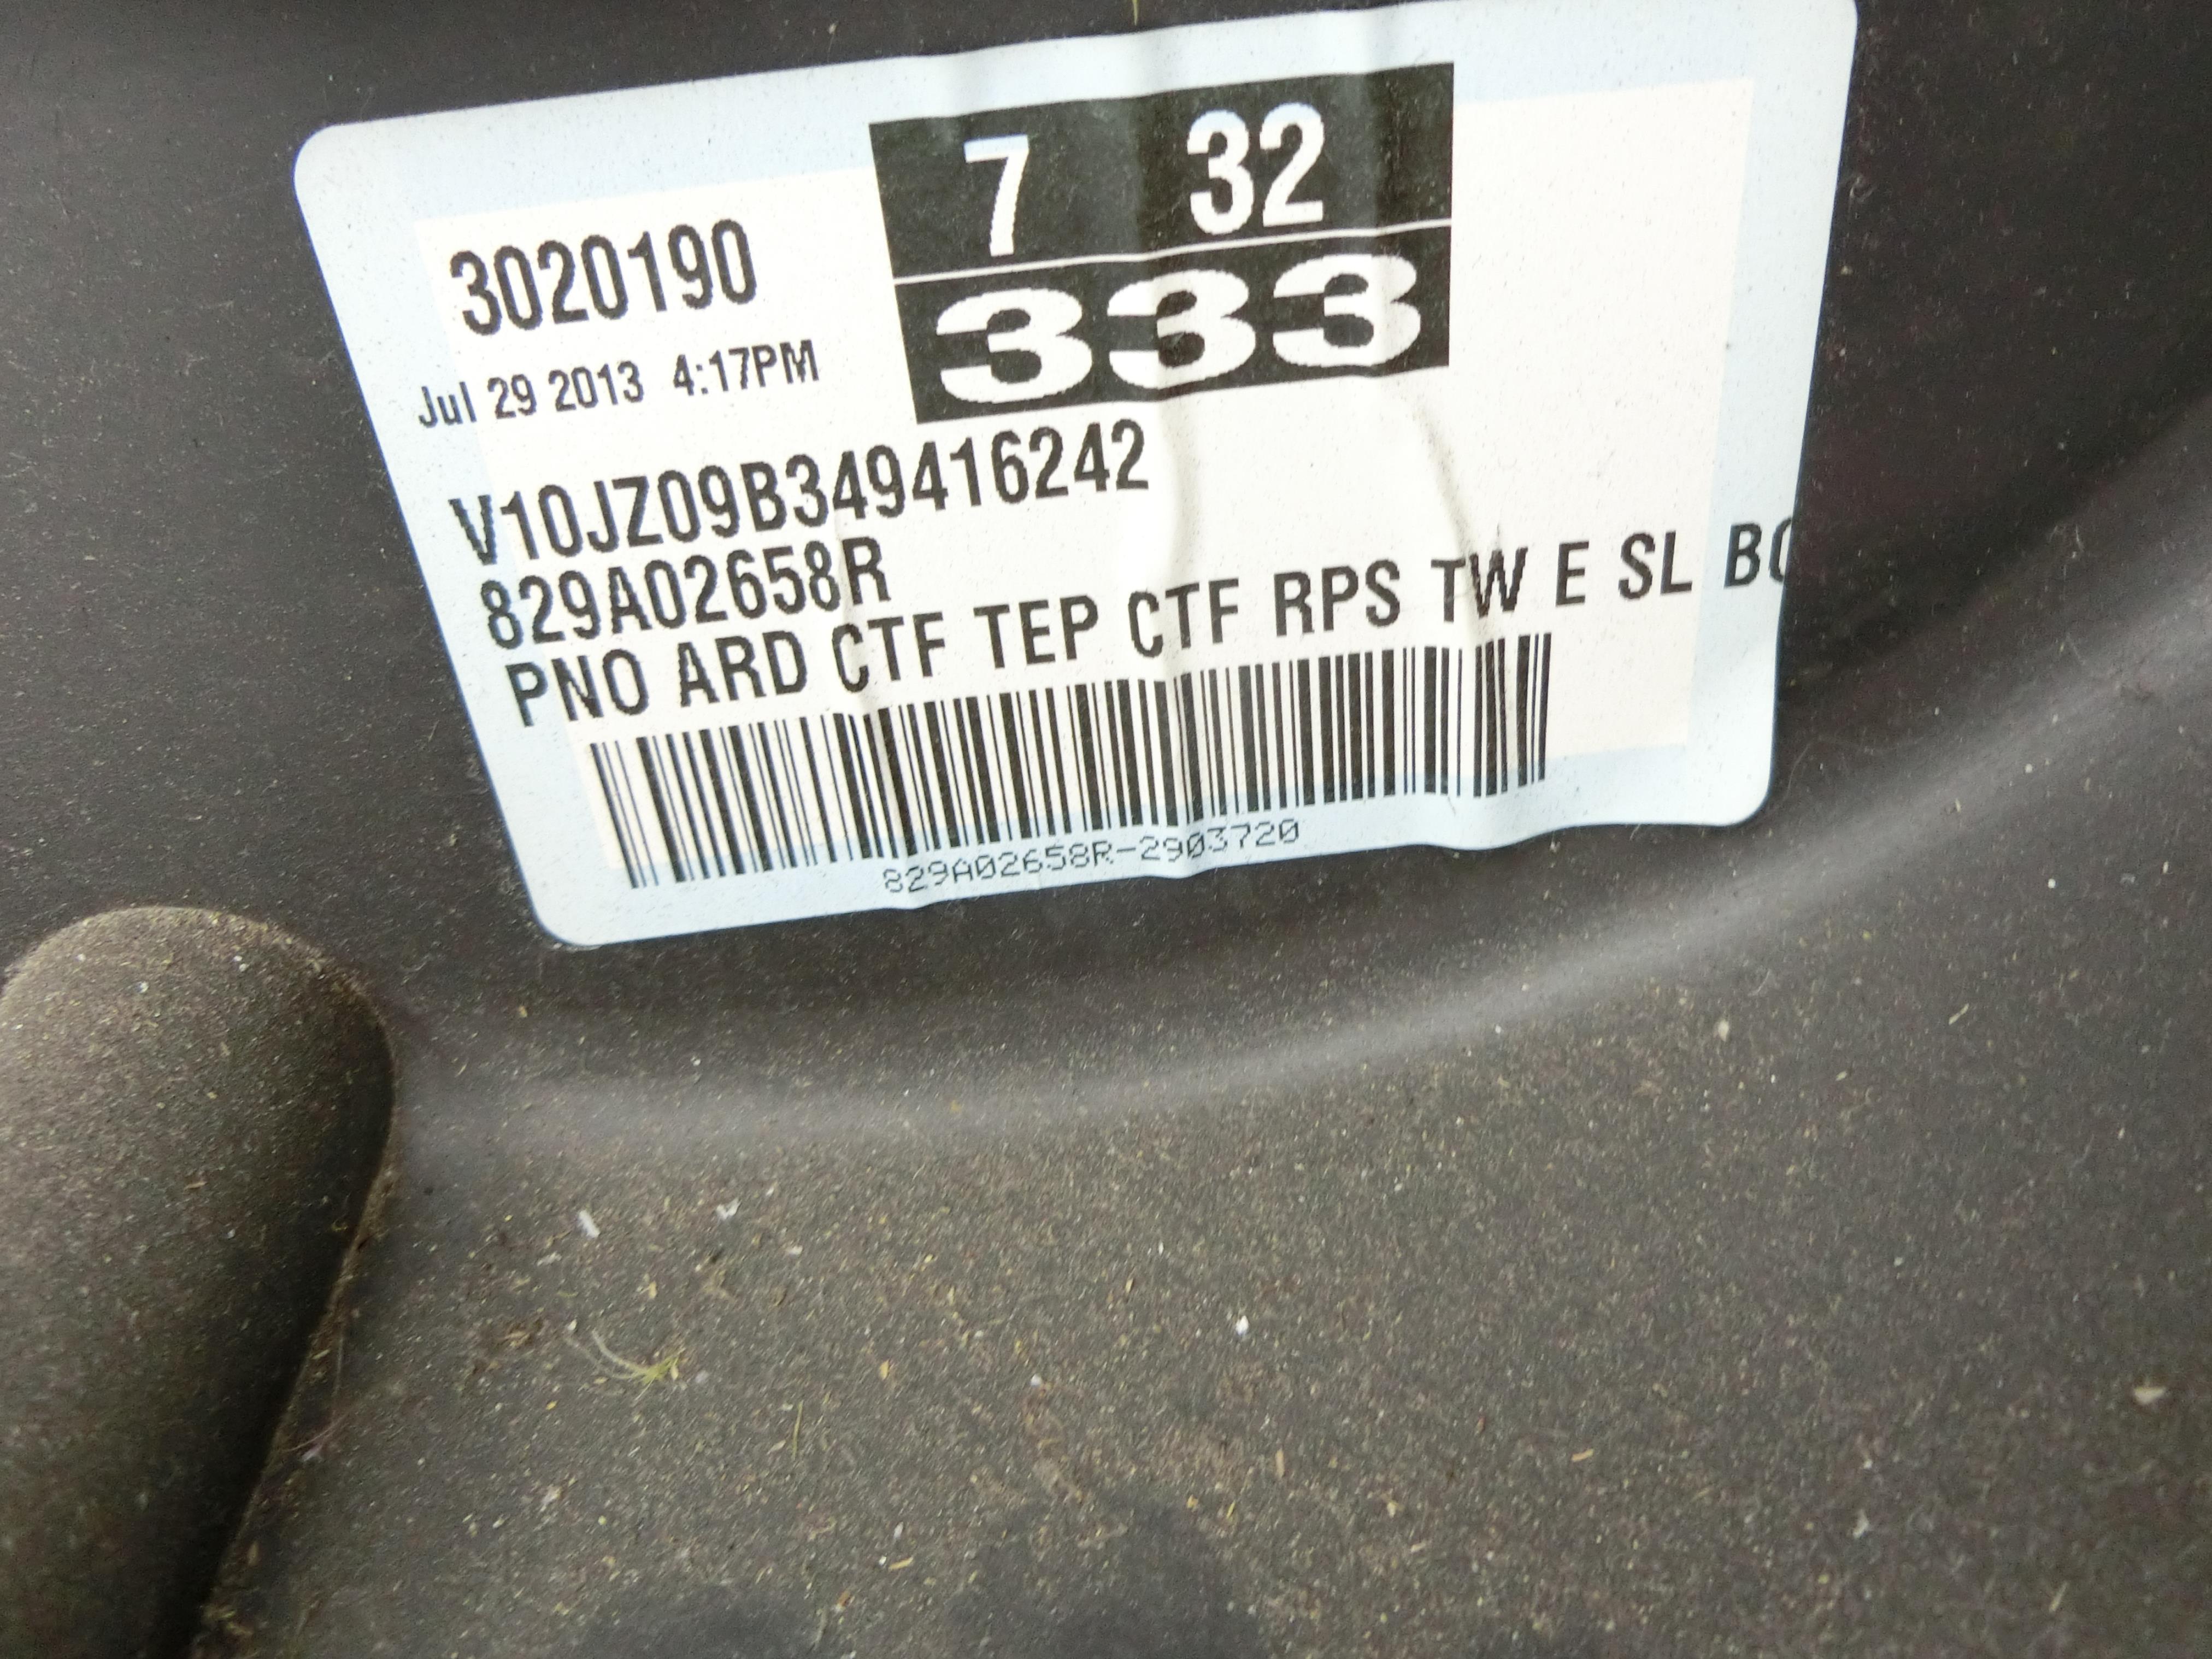 7 32
3020190
333
Jul 29 2013 4:17PM
V10JZ09B349416242
829A02658R
PNO ARD CTF TEP CTF RPS TW E SL
829A02658R-2903720